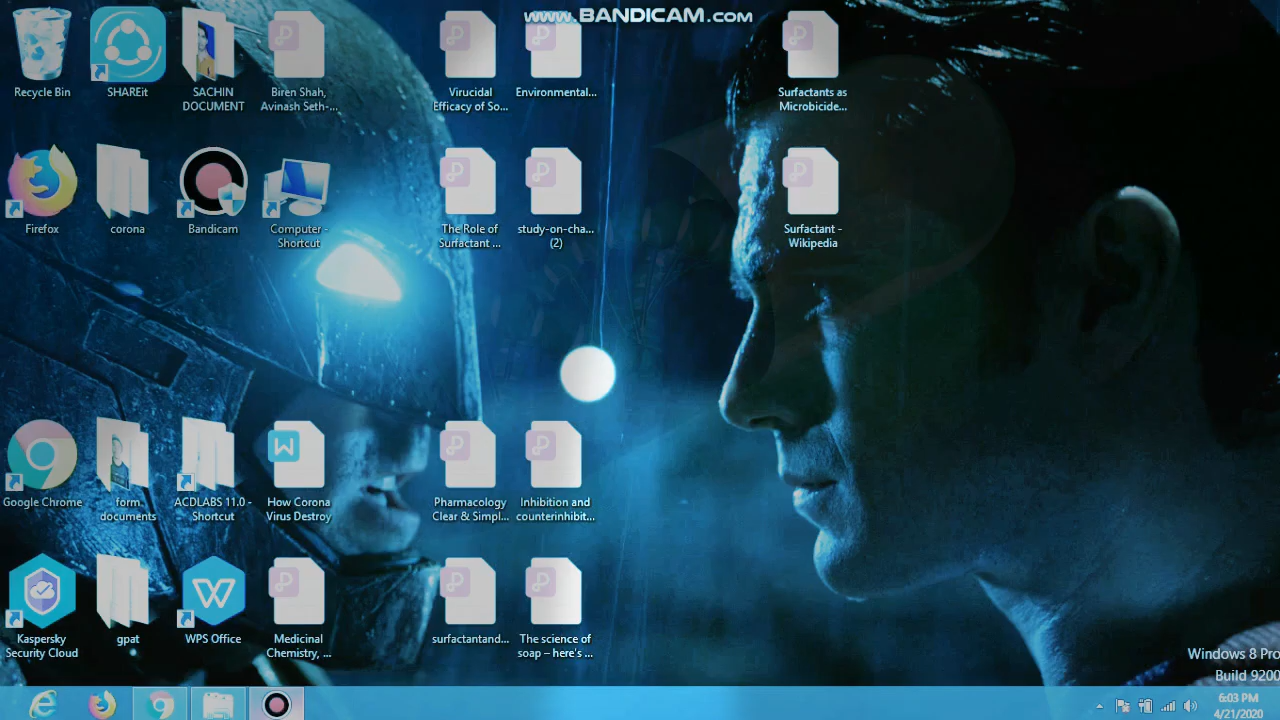 www.BANDICAM.com
Recycle Bin
SHAREit
SACHIN
DOCUMENT
Biren Shah,
Avinash Seth-...
Virucidal
Efficacy of So...
Environmental...
Surfactants as
Microbicide...
Firefox
corona
Bandicam
Computer -
Shortcut
The Role of
Surfactant ...
study-on-cha...
(2)
Surfactant -
Wikipedia
Google Chrome
form
documents
ACDLABS 11.0 -
Shortcut
How Corona
Virus Destroy
Pharmacology
Clear & Simpl...
Inhibition and
counterinhibit...
Kaspersky
Security Cloud
gpat
WPS Office
Medicinal
Chemistry, ...
surfactantand...
The science of
soap – here's ...
Windows 8 Pro
Build 9200
6:03 PM
4/21/2020